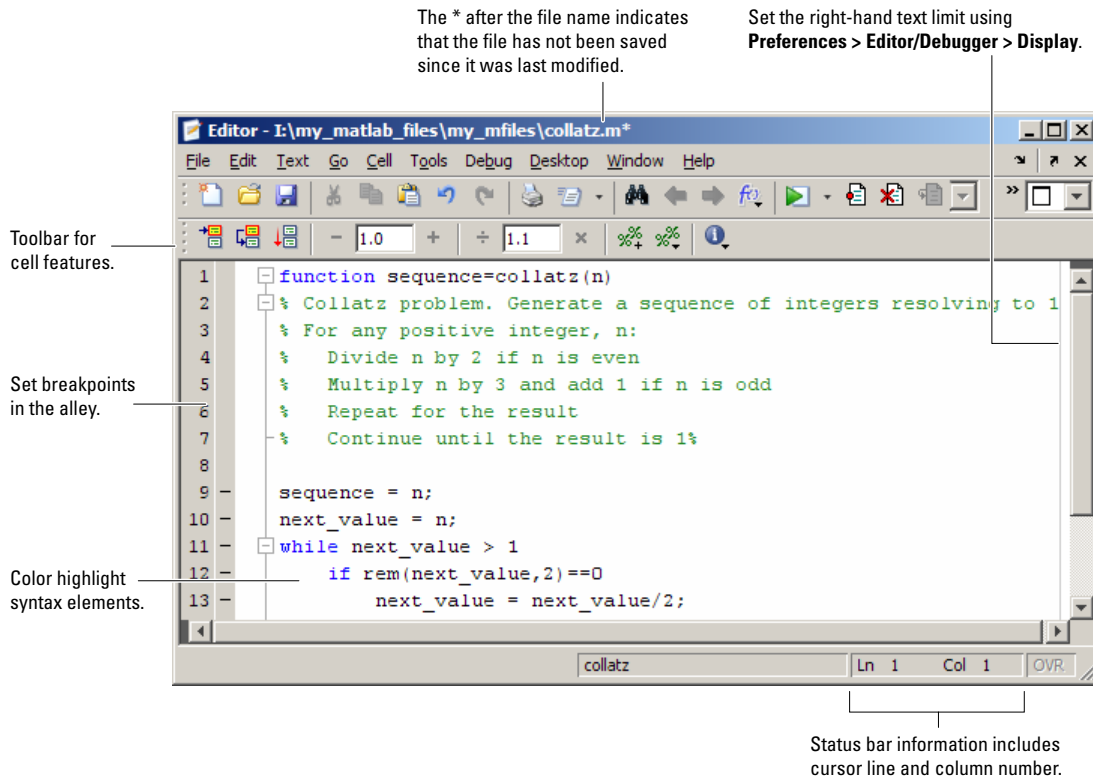 The * after the file name indicates
that the file has not been saved
since it was last modified.
Set the right-hand text limit using
Preferences > Editor/Debugger > Display.
Editor - I:\my_matlab_files\my_mfiles\collatz.m*
File Edit Text Go Cell Tools Debug Desktop Window Help
Toolbar for
cell features.
- 1.0 + ÷ 1.1 ×
1 function sequence=collatz(n)
2 % Collatz problem. Generate a sequence of integers resolving to 1
3 % For any positive integer, n:
4 %   Divide n by 2 if n is even
5 %   Multiply n by 3 and add 1 if n is odd
6 %   Repeat for the result
7 %   Continue until the result is 1%
8
9 - sequence = n;
10 - next_value = n;
11 - while next_value > 1
12 -     if rem(next_value,2)==0
13 -         next_value = next_value/2;
Set breakpoints
in the alley.
Color highlight
syntax elements.
collatz Ln 1 Col 1 OVR
Status bar information includes
cursor line and column number.